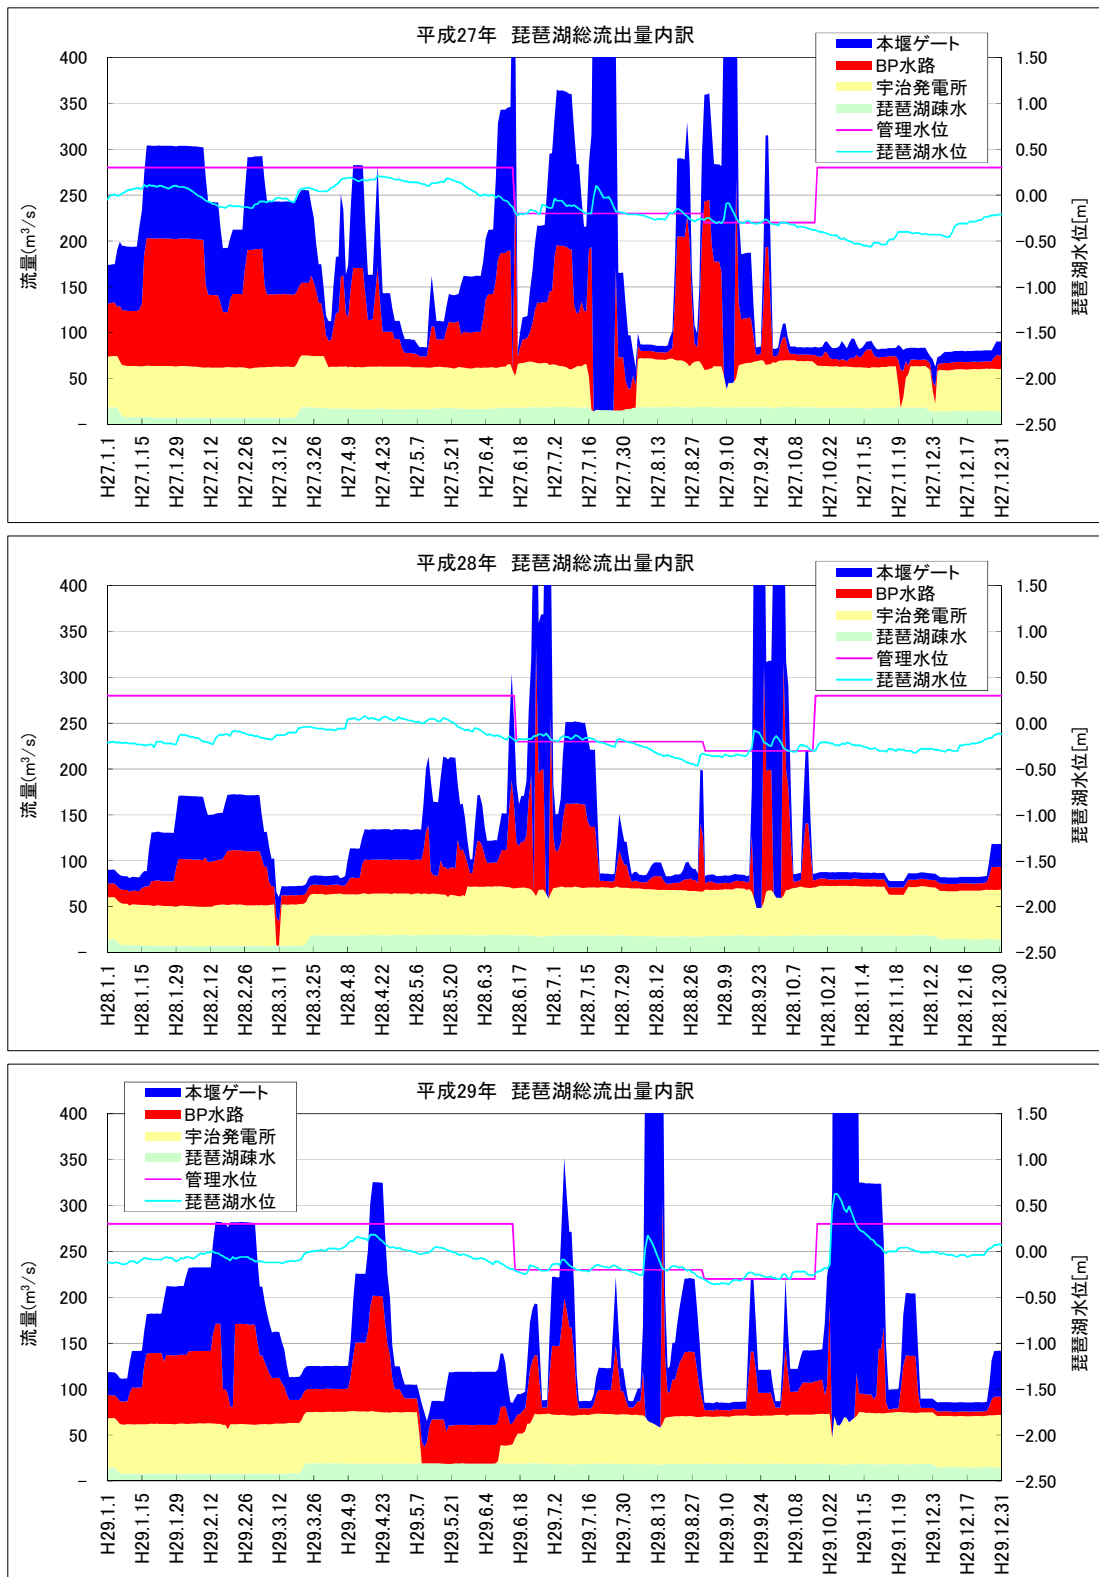 平成27年 琵琶湖総流出量内訳
本堰ゲート
BP水路
宇治発電所
琵琶湖疎水
管理水位
琵琶湖水位
流量(m³/s)
400
350
300
250
200
150
100
50
-
1.50
1.00
0.50
0.00
-0.50
-1.00
-1.50
-2.00
-2.50
琵琶湖水位[m]
H27.1.1
H27.1.15
H27.1.29
H27.2.12
H27.2.26
H27.3.12
H27.3.26
H27.4.9
H27.4.23
H27.5.7
H27.5.21
H27.6.4
H27.6.18
H27.7.2
H27.7.16
H27.7.30
H27.8.13
H27.8.27
H27.9.10
H27.9.24
H27.10.8
H27.10.22
H27.11.5
H27.11.19
H27.12.3
H27.12.17
H27.12.31
平成28年 琵琶湖総流出量内訳
本堰ゲート
BP水路
宇治発電所
琵琶湖疎水
管理水位
琵琶湖水位
流量(m³/s)
400
350
300
250
200
150
100
50
-
1.50
1.00
0.50
0.00
-0.50
-1.00
-1.50
-2.00
-2.50
琵琶湖水位[m]
H28.1.1
H28.1.15
H28.1.29
H28.2.12
H28.2.26
H28.3.11
H28.3.25
H28.4.8
H28.4.22
H28.5.6
H28.5.20
H28.6.3
H28.6.17
H28.7.1
H28.7.15
H28.7.29
H28.8.12
H28.8.26
H28.9.9
H28.9.23
H28.10.7
H28.10.21
H28.11.4
H28.11.18
H28.12.2
H28.12.16
H28.12.30
平成29年 琵琶湖総流出量内訳
本堰ゲート
BP水路
宇治発電所
琵琶湖疎水
管理水位
琵琶湖水位
流量(m³/s)
400
350
300
250
200
150
100
50
-
1.50
1.00
0.50
0.00
-0.50
-1.00
-1.50
-2.00
-2.50
琵琶湖水位[m]
H29.1.1
H29.1.15
H29.1.29
H29.2.12
H29.2.26
H29.3.12
H29.3.26
H29.4.9
H29.4.23
H29.5.7
H29.5.21
H29.6.4
H29.6.18
H29.7.2
H29.7.16
H29.7.30
H29.8.13
H29.8.27
H29.9.10
H29.9.24
H29.10.8
H29.10.22
H29.11.5
H29.11.19
H29.12.3
H29.12.17
H29.12.31